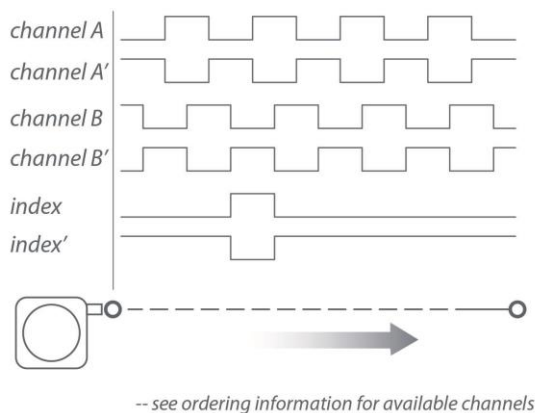 channel A
channel A'
channel B
channel B'
index
index'
-- see ordering information for available channels